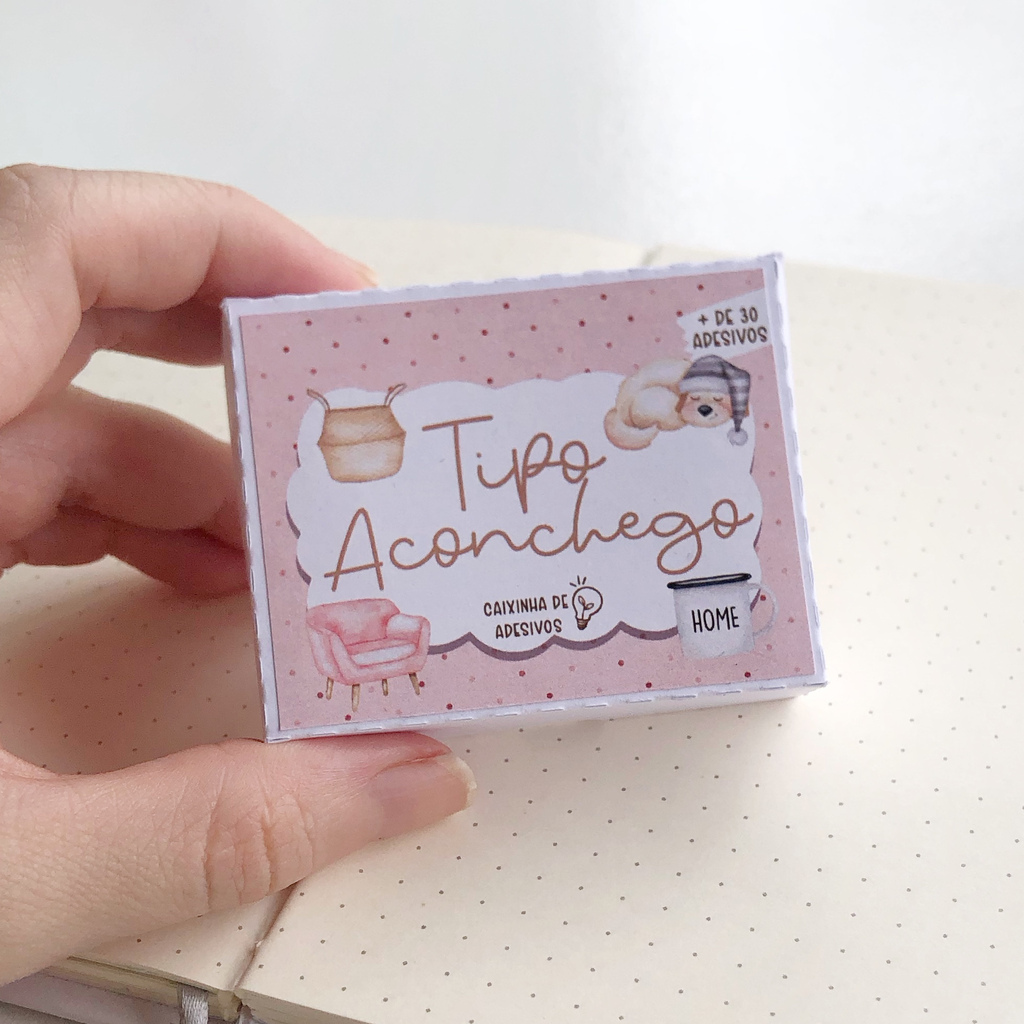 + DE 30
ADESIVOS
Tipo
Aconchego
CAIXINHA DE
ADESIVOS
HOME